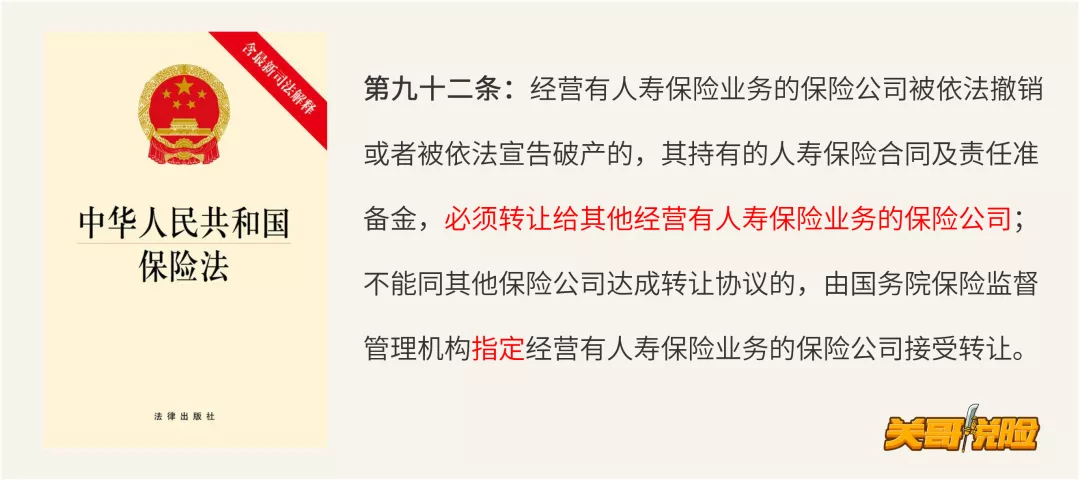 含最新司法解释
中华人民共和国
保险法
法律出版社
第九十二条：经营有人寿保险业务的保险公司被依法撤销
或者被依法宣告破产的，其持有的人寿保险合同及责任准
备金，必须转让给其他经营有人寿保险业务的保险公司；
不能同其他保险公司达成转让协议的，由国务院保险监督
管理机构指定经营有人寿保险业务的保险公司接受转让。
关哥说险